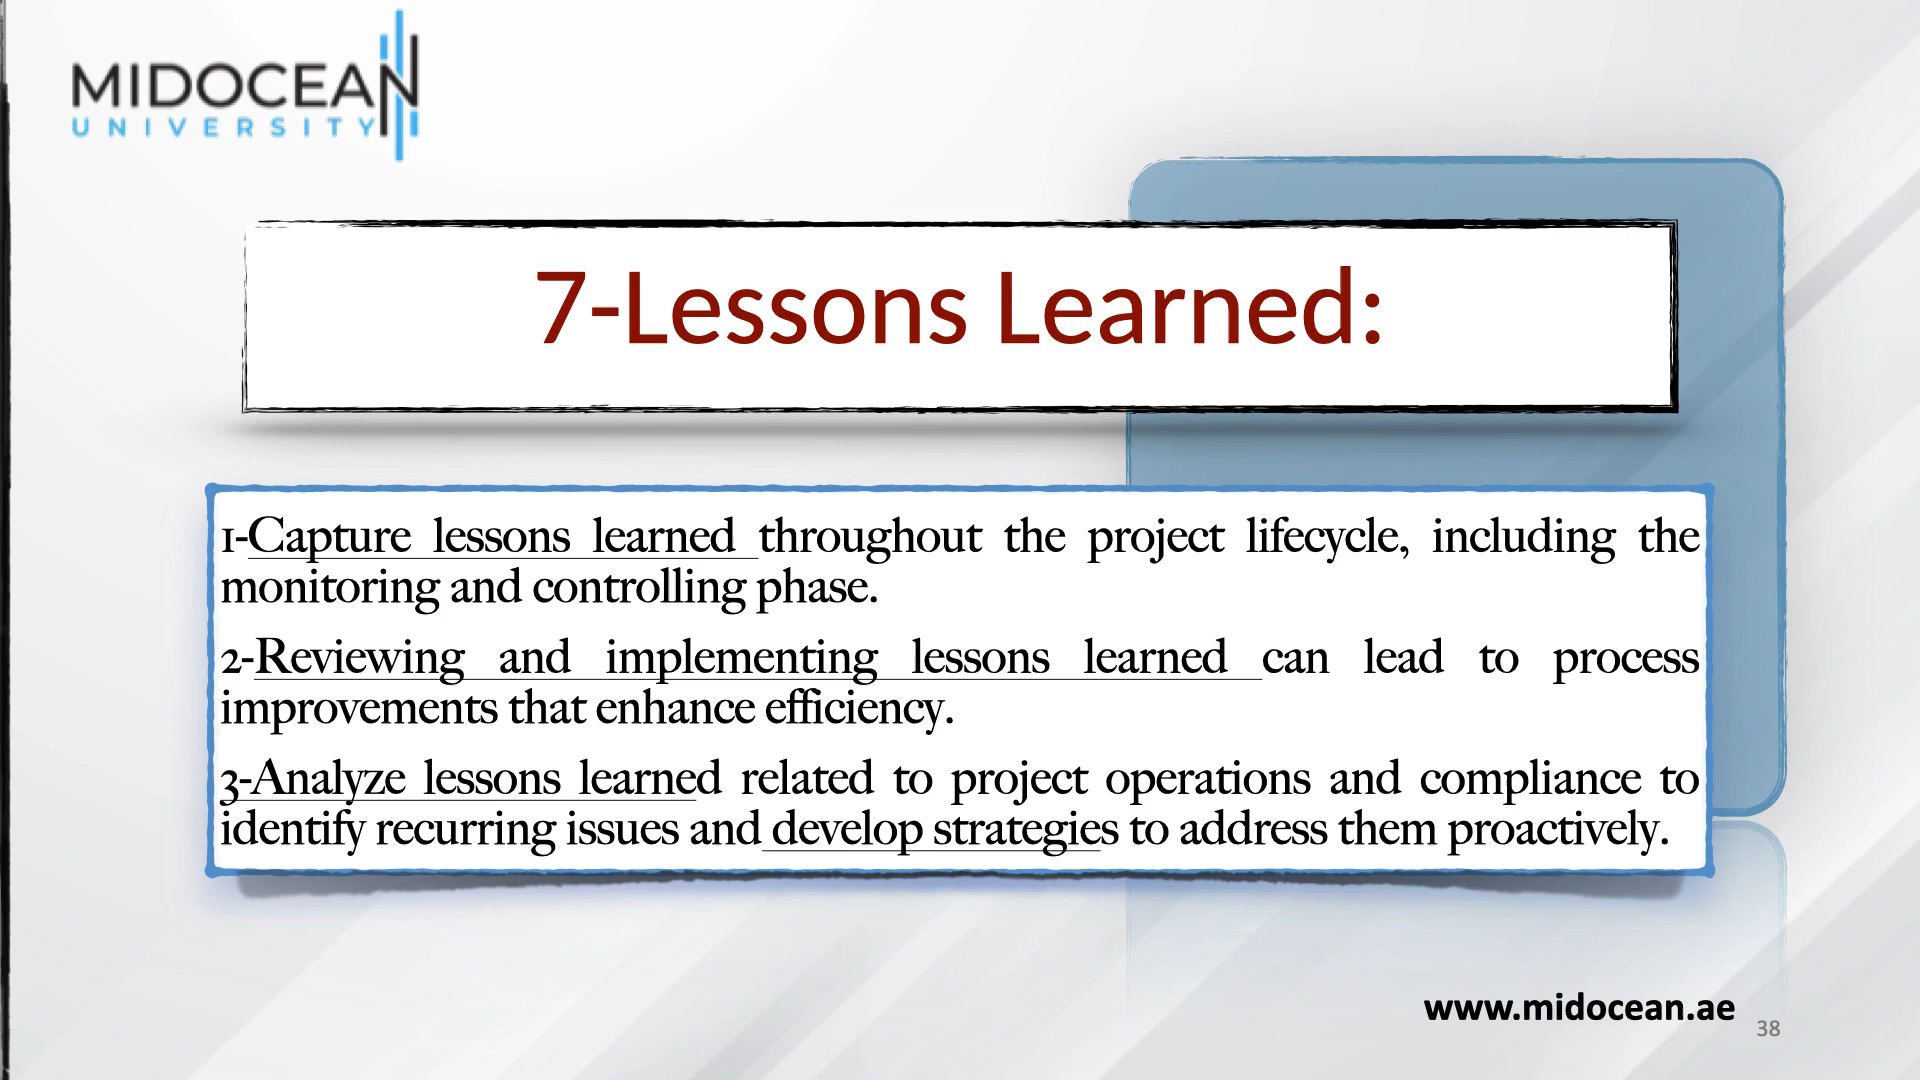 MIDOCEAN
UNIVERSITY
7-Lessons Learned:
1-Capture lessons learned throughout the project lifecycle, including the
monitoring and controlling phase.
2-Reviewing and implementing lessons learned can lead to process
improvements that enhance efficiency.
3-Analyze lessons learned related to project operations and compliance to
identify recurring issues and develop strategies to address them proactively.
www.midocean.ae
38